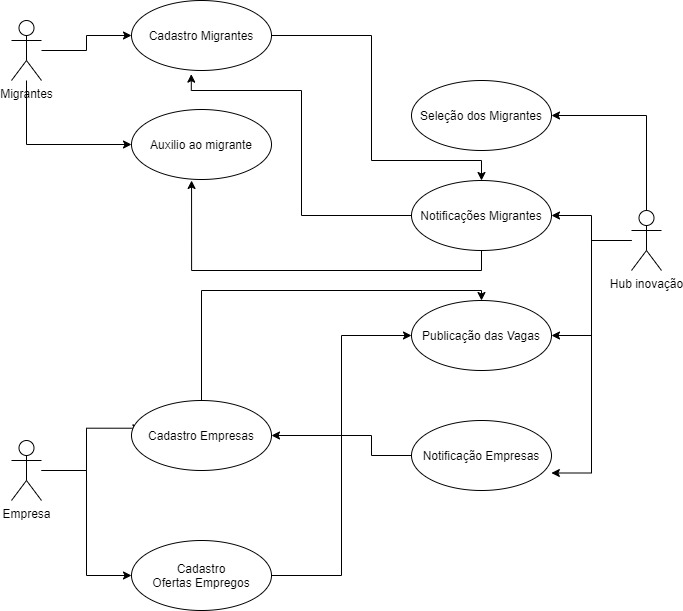 Cadastro Migrantes
Migrantes
Seleção dos Migrantes
Auxilio ao migrante
Notificações Migrantes
Hub inovação
Publicação das Vagas
Cadastro Empresas
Notificação Empresas
Empresa
Cadastro
Ofertas Empregos